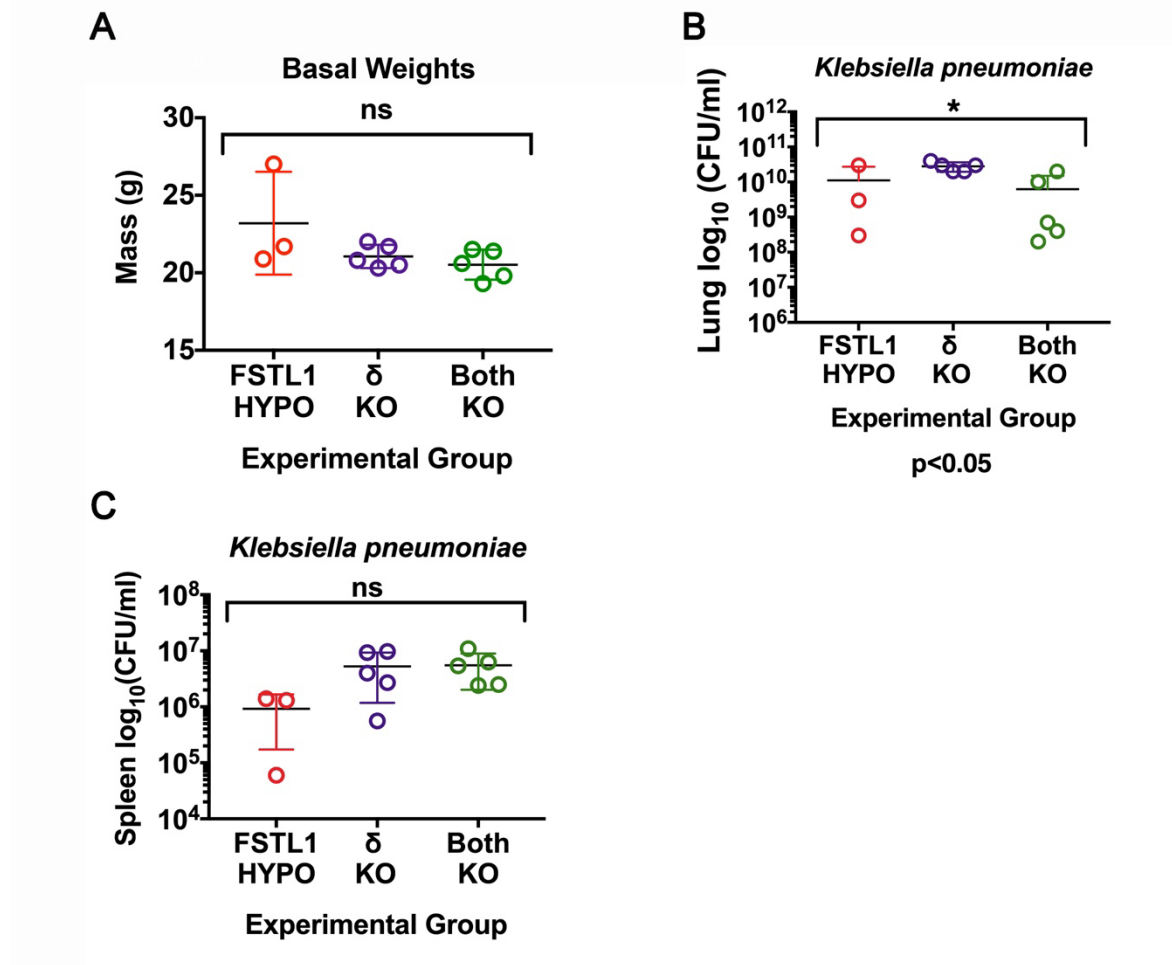 A
Basal Weights
ns
30
25
20
15
Mass (g)
FSTL1 HYPO
δ KO
Both KO
Experimental Group
B
Klebsiella pneumoniae
*
10¹²
10¹¹
10¹⁰
10⁹
10⁸
10⁷
10⁶
Lung log₁₀ (CFU/ml)
FSTL1 HYPO
δ KO
Both KO
Experimental Group
p<0.05
C
Klebsiella pneumoniae
ns
10⁸
10⁷
10⁶
10⁵
10⁴
Spleen log₁₀(CFU/ml)
FSTL1 HYPO
δ KO
Both KO
Experimental Group